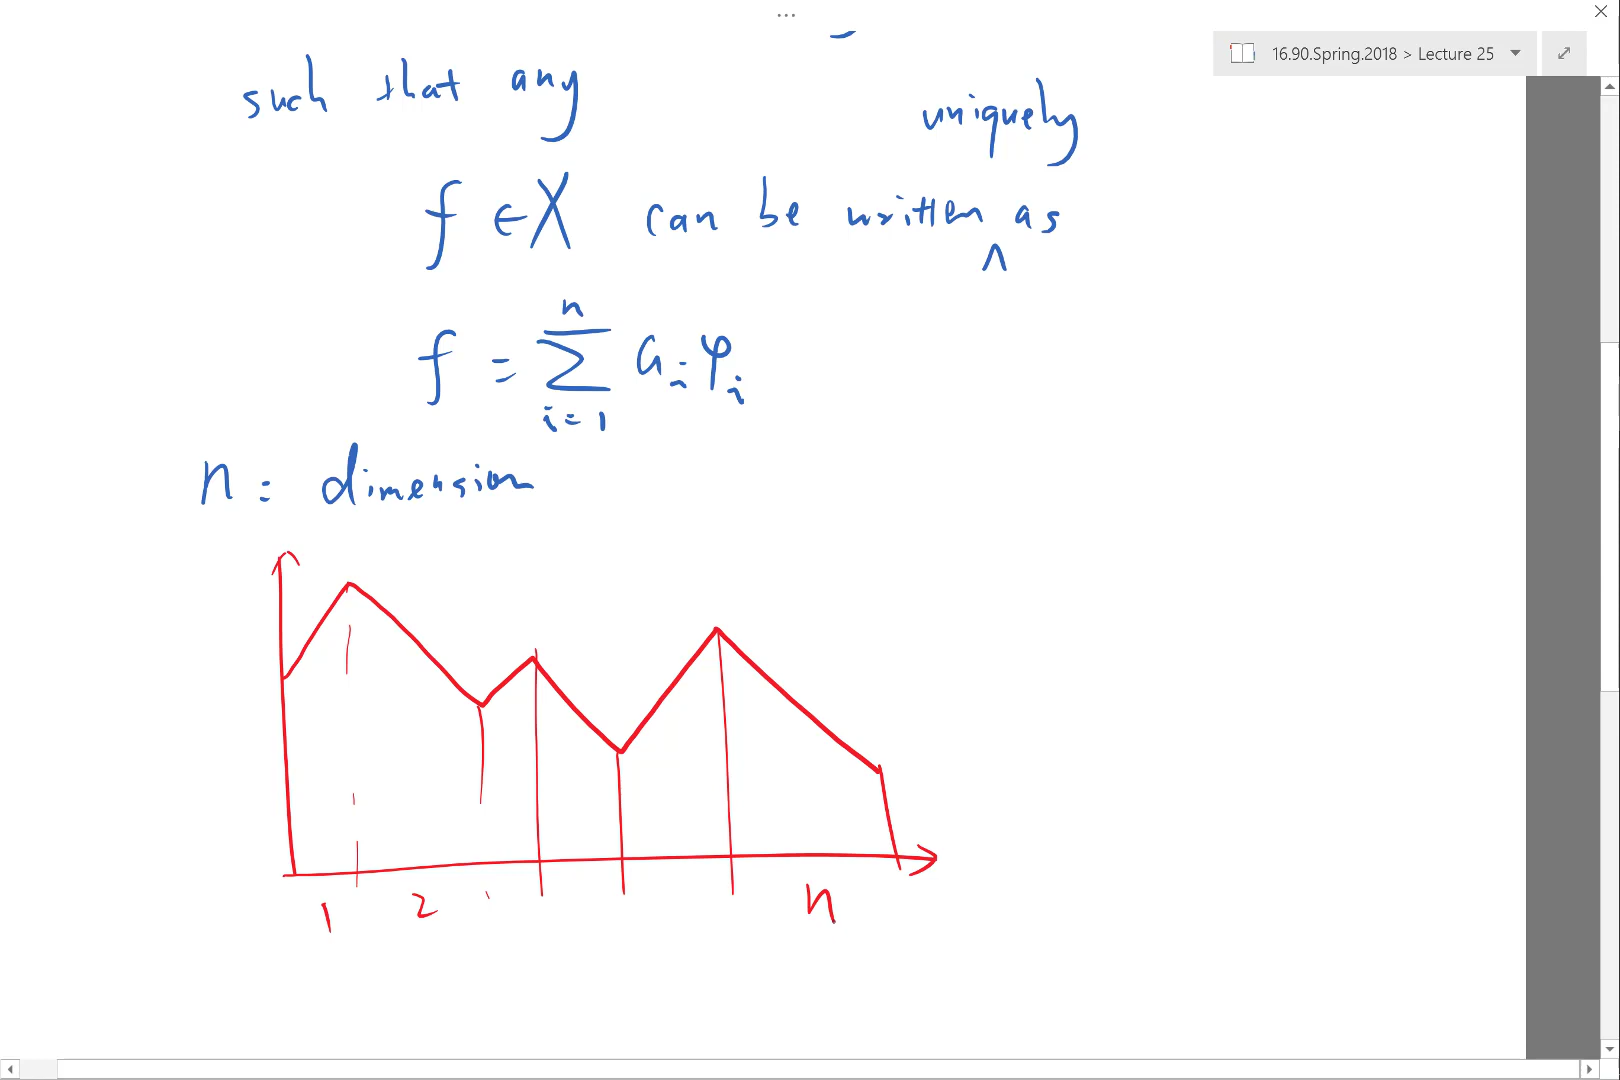 16.90.Spring.2018 > Lecture 25
such that any
uniquely
f ∈ X can be written ^ as
n
f = Σ a_i φ_i
i=1
n: dimension
1 2 n